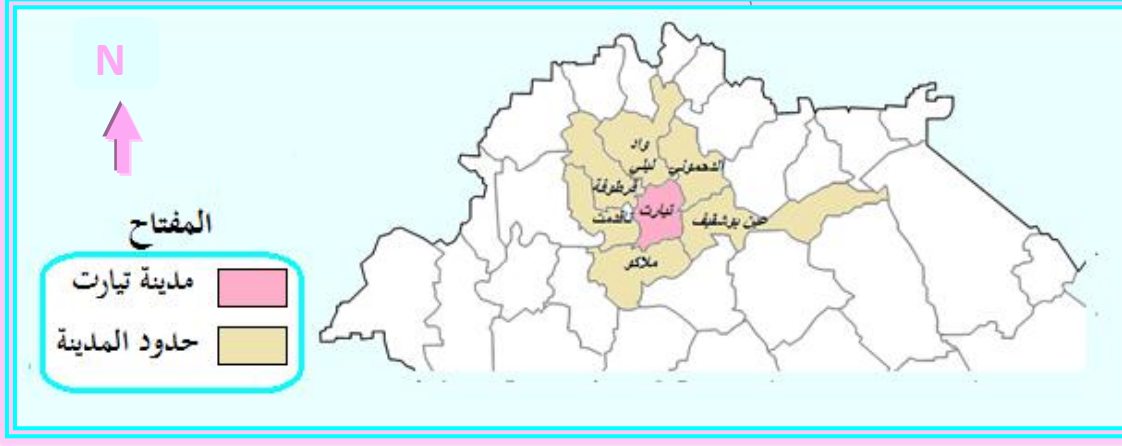 N
واد
ليلي
الدحموني
قرطوفة
تيارت
تاقدمت
عين بوشقيف
ملاكو
المفتاح
مدينة تيارت
حدود المدينة